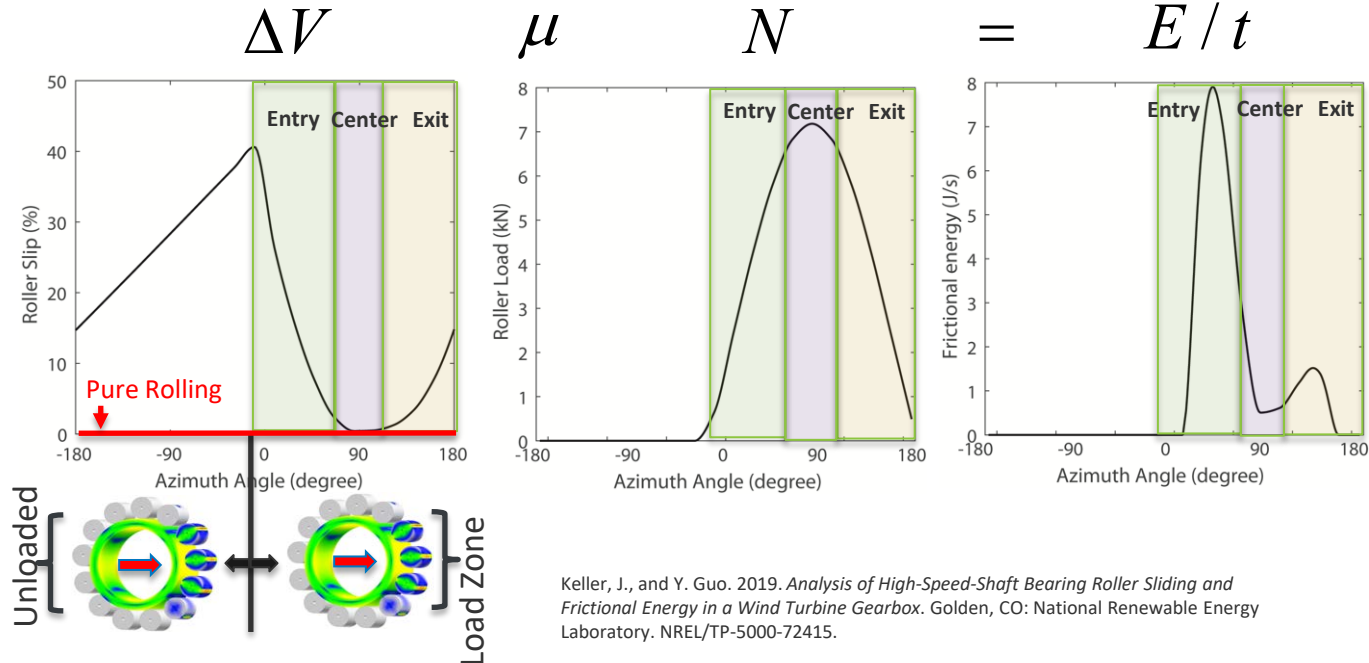 ΔV μ N = E / t
50
40
30
20
10
0
Roller Slip (%)
Entry Center Exit
Pure Rolling
-180 -90 0 90 180
Azimuth Angle (degree)
8
7
6
5
4
3
2
1
0
Roller Load (kN)
Entry Center Exit
-180 -90 0 90 180
Azimuth Angle (degree)
8
7
6
5
4
3
2
1
0
Frictional energy (J/s)
Entry Center Exit
-180 -90 0 90 180
Azimuth Angle (degree)
Unloaded
Load Zone
Keller, J., and Y. Guo. 2019. Analysis of High-Speed-Shaft Bearing Roller Sliding and
Frictional Energy in a Wind Turbine Gearbox. Golden, CO: National Renewable Energy
Laboratory. NREL/TP-5000-72415.